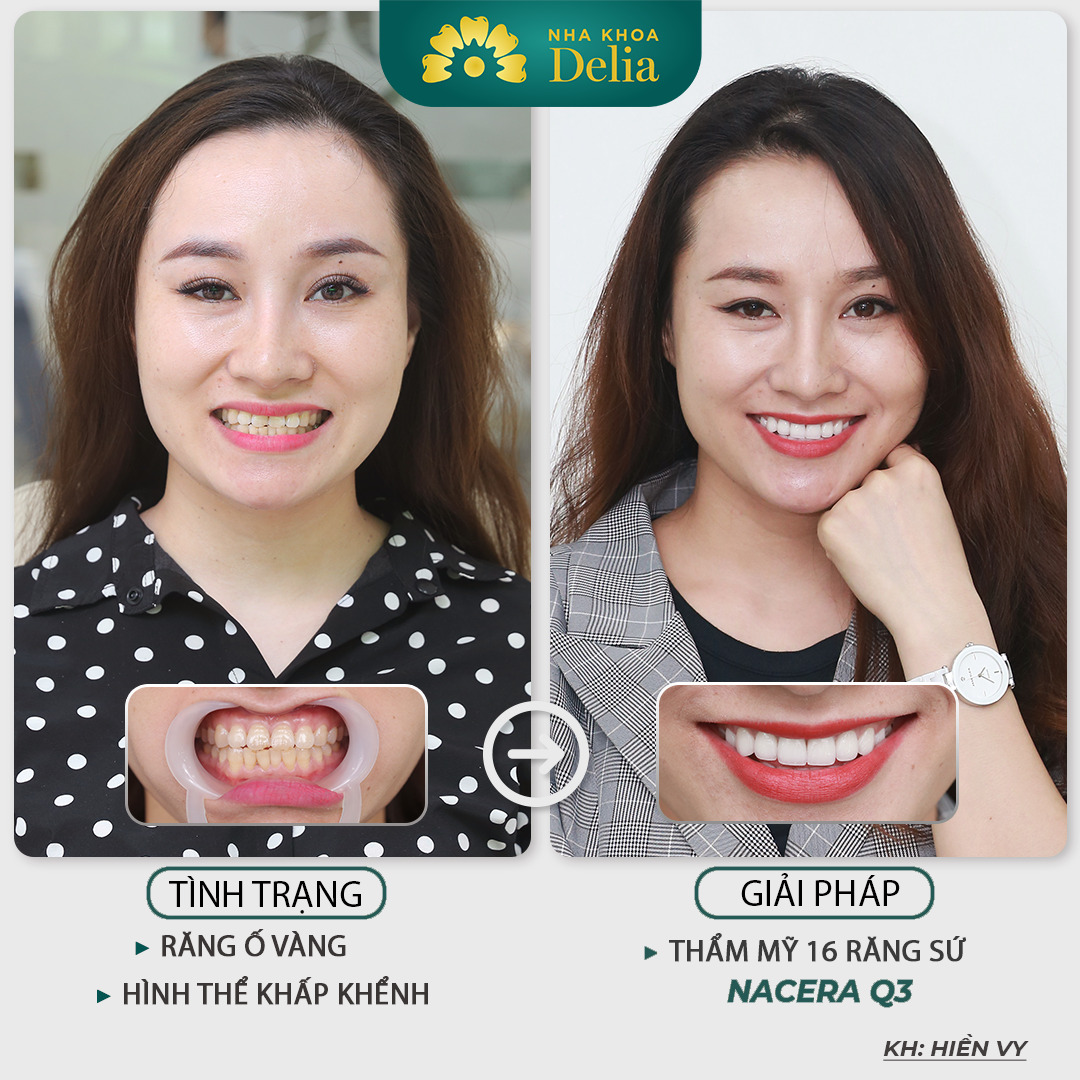 NHA KHOA
Delia
TÌNH TRẠNG
RĂNG Ố VÀNG
HÌNH THỂ KHẤP KHỂNH
GIẢI PHÁP
THẨM MỸ 16 RĂNG SỨ
NACERA Q3
KH: HIỀN VY